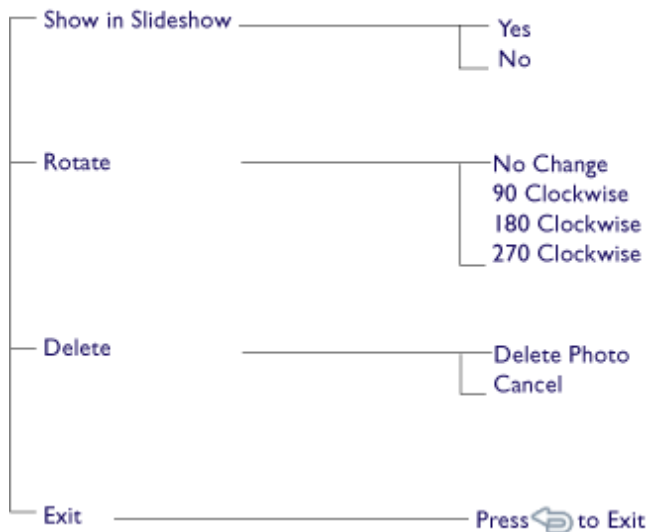 Show in Slideshow
Yes
No
Rotate
No Change
90 Clockwise
180 Clockwise
270 Clockwise
Delete
Delete Photo
Cancel
Exit
Press to Exit